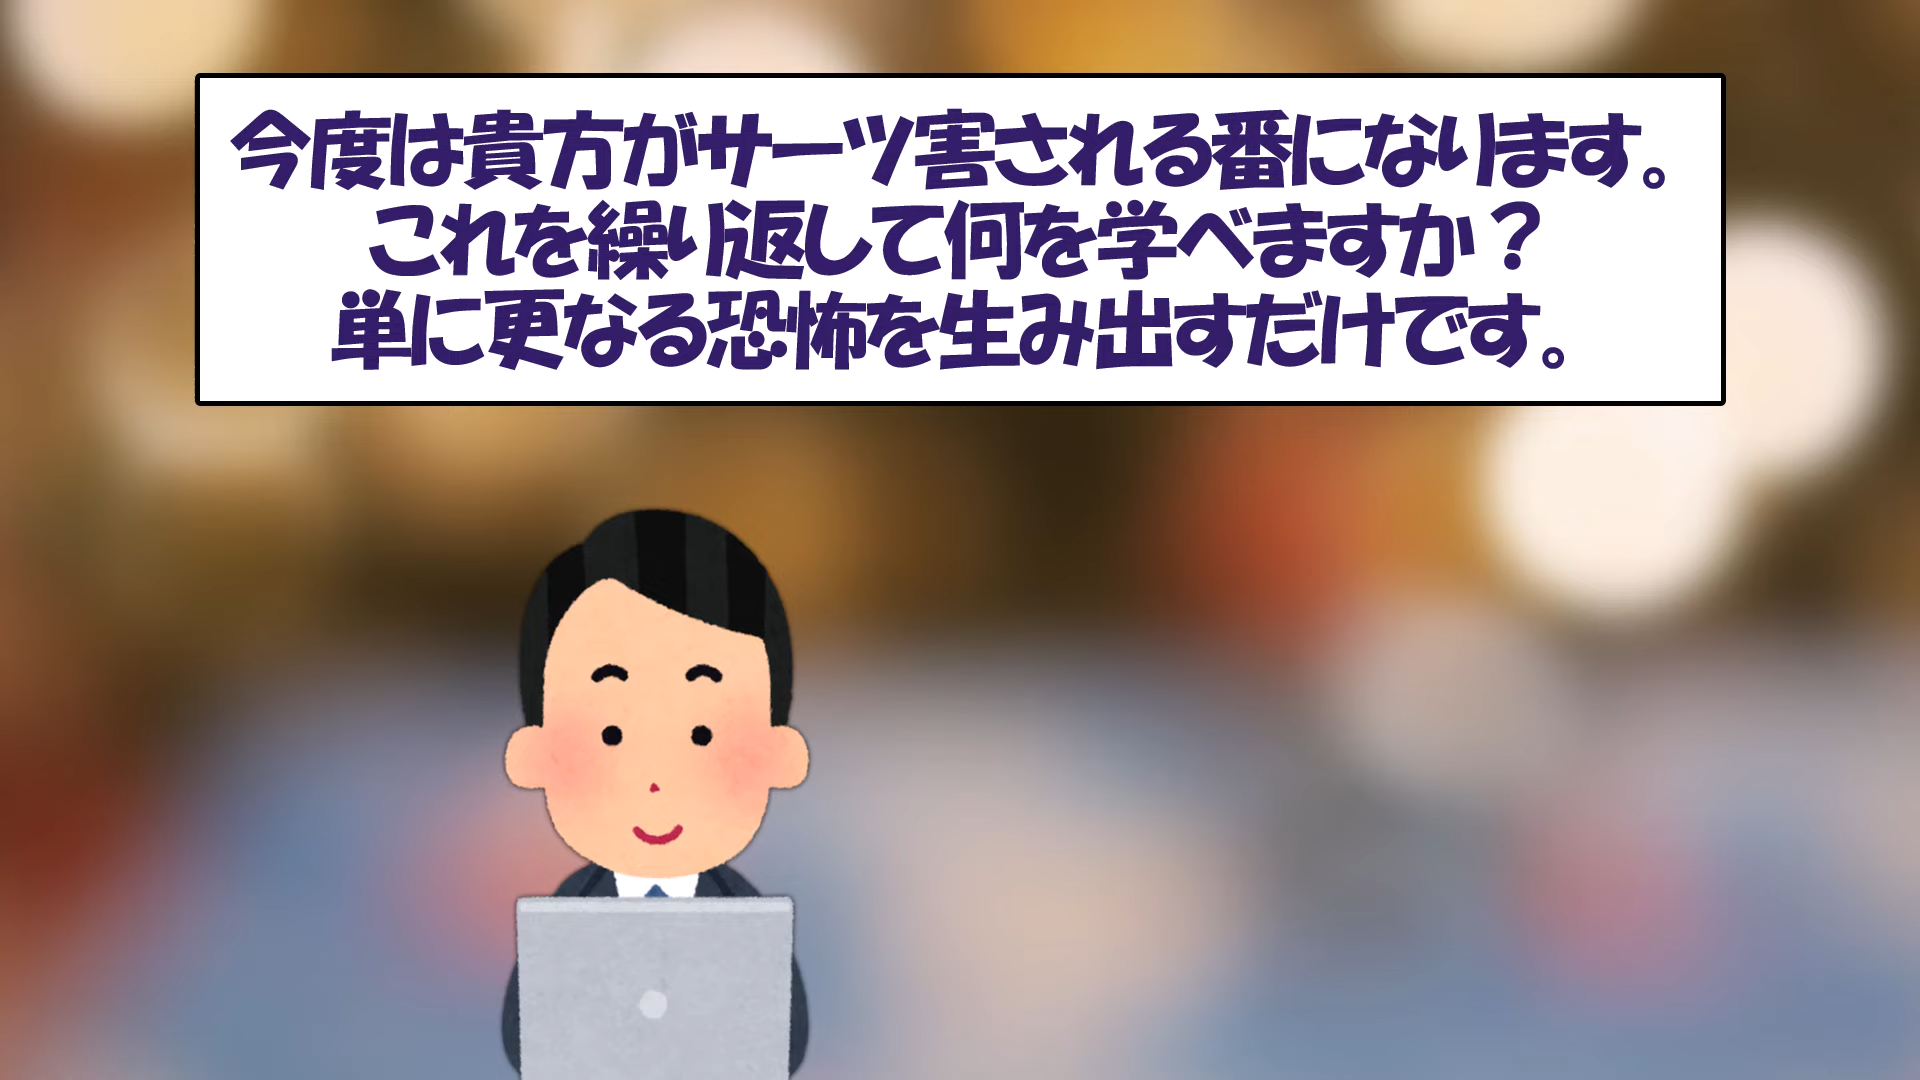 今度は貴方がサーツ害される番になります。
これを繰り返して何を学べますか？
単に更なる恐怖を生み出すだけです。